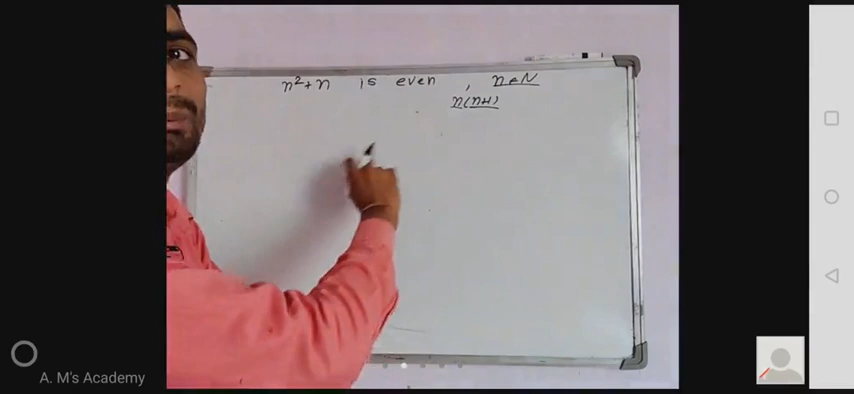 n²+n is even , n∈N
n(n+1)
A. M's Academy